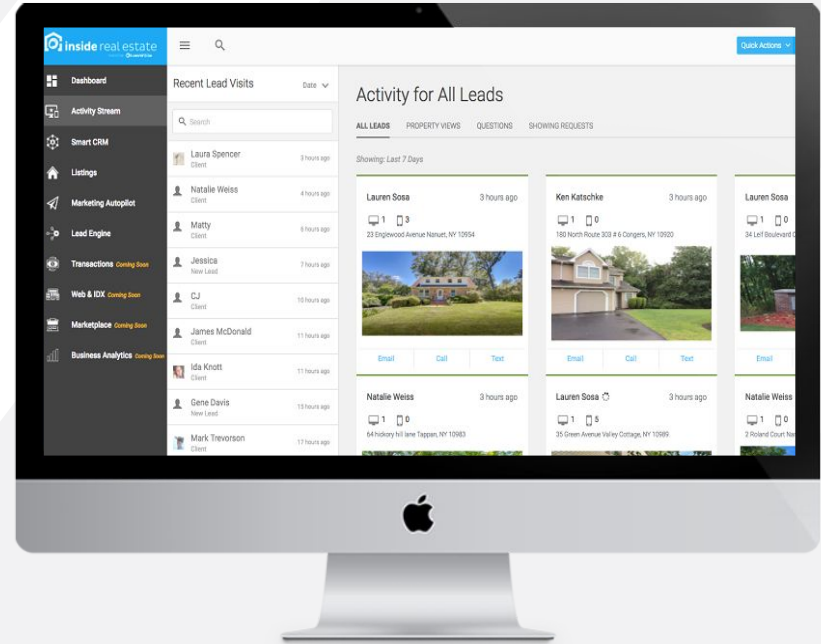 inside real estate
Quick Actions
Dashboard
Activity Stream
Smart CRM
Listings
Marketing Autopilot
Lead Engine
Transactions Coming Soon
Web & IDX Coming Soon
Marketplace Coming Soon
Business Analytics Coming Soon
Recent Lead Visits
Date
Search
Laura Spencer
3 hours ago
Client
Natalie Weiss
4 hours ago
Client
Matty
6 hours ago
Client
Jessica
7 hours ago
New Lead
CJ
10 hours ago
Client
James McDonald
11 hours ago
Client
Ida Knott
11 hours ago
Client
Gene Davis
New Lead
Mark Trevorson
17 hours ago
Client
Activity for All Leads
ALL LEADS PROPERTY VIEWS QUESTIONS SHOWING REQUESTS
Showing: Last 7 Days
Lauren Sosa 3 hours ago
1 3
23 Englewood Avenue Nanuet, NY 10954
Email Call Text
Ken Katschke 3 hours ago
1 0
180 North Route 303 # 6 Congers, NY 10920
Email Call Text
Lauren Sosa
1 0
34 Leif Boulevard
Email
Natalie Weiss 3 hours ago
1 0
64 hickory hill lane Tappan, NY 10983
Lauren Sosa 3 hours ago
1 5
35 Green Avenue Valley Cottage, NY 10989
Natalie Weiss
1 0
2 Roland Court